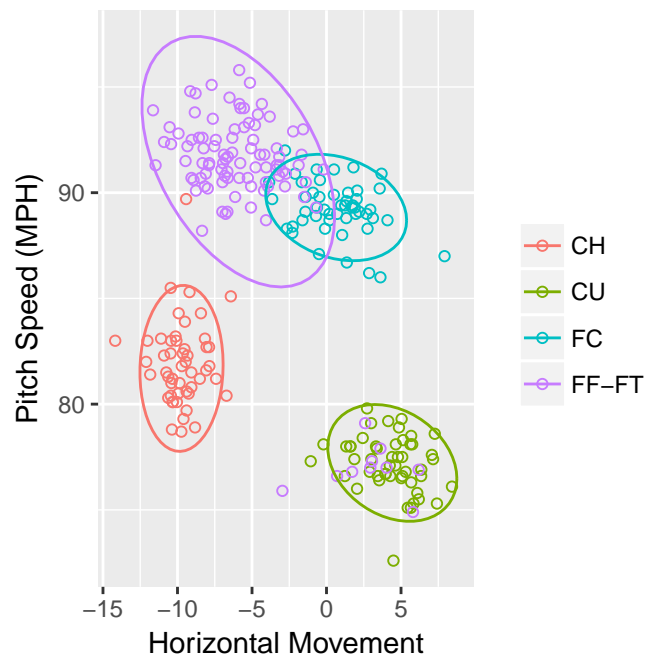 Pitch Speed (MPH)
90
80
−15
−10
−5
0
5
Horizontal Movement
CH
CU
FC
FF−FT